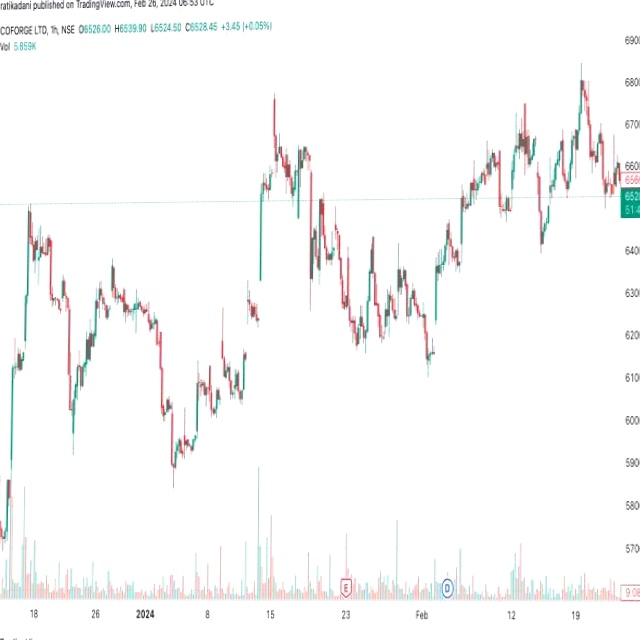 ratikadani published on TradingView.com, Feb 26, 2024 06:53 UTC
COFORGE LTD, 1h, NSE O6526.00 H6539.90 L6524.50 C6528.45 +3.45 (+0.05%)
Vol 5.859K
6900
6800
6700
6600
6400
6300
6200
6100
6000
5900
5800
5700
E
D
18 26 2024 8 15 23 Feb 12 19